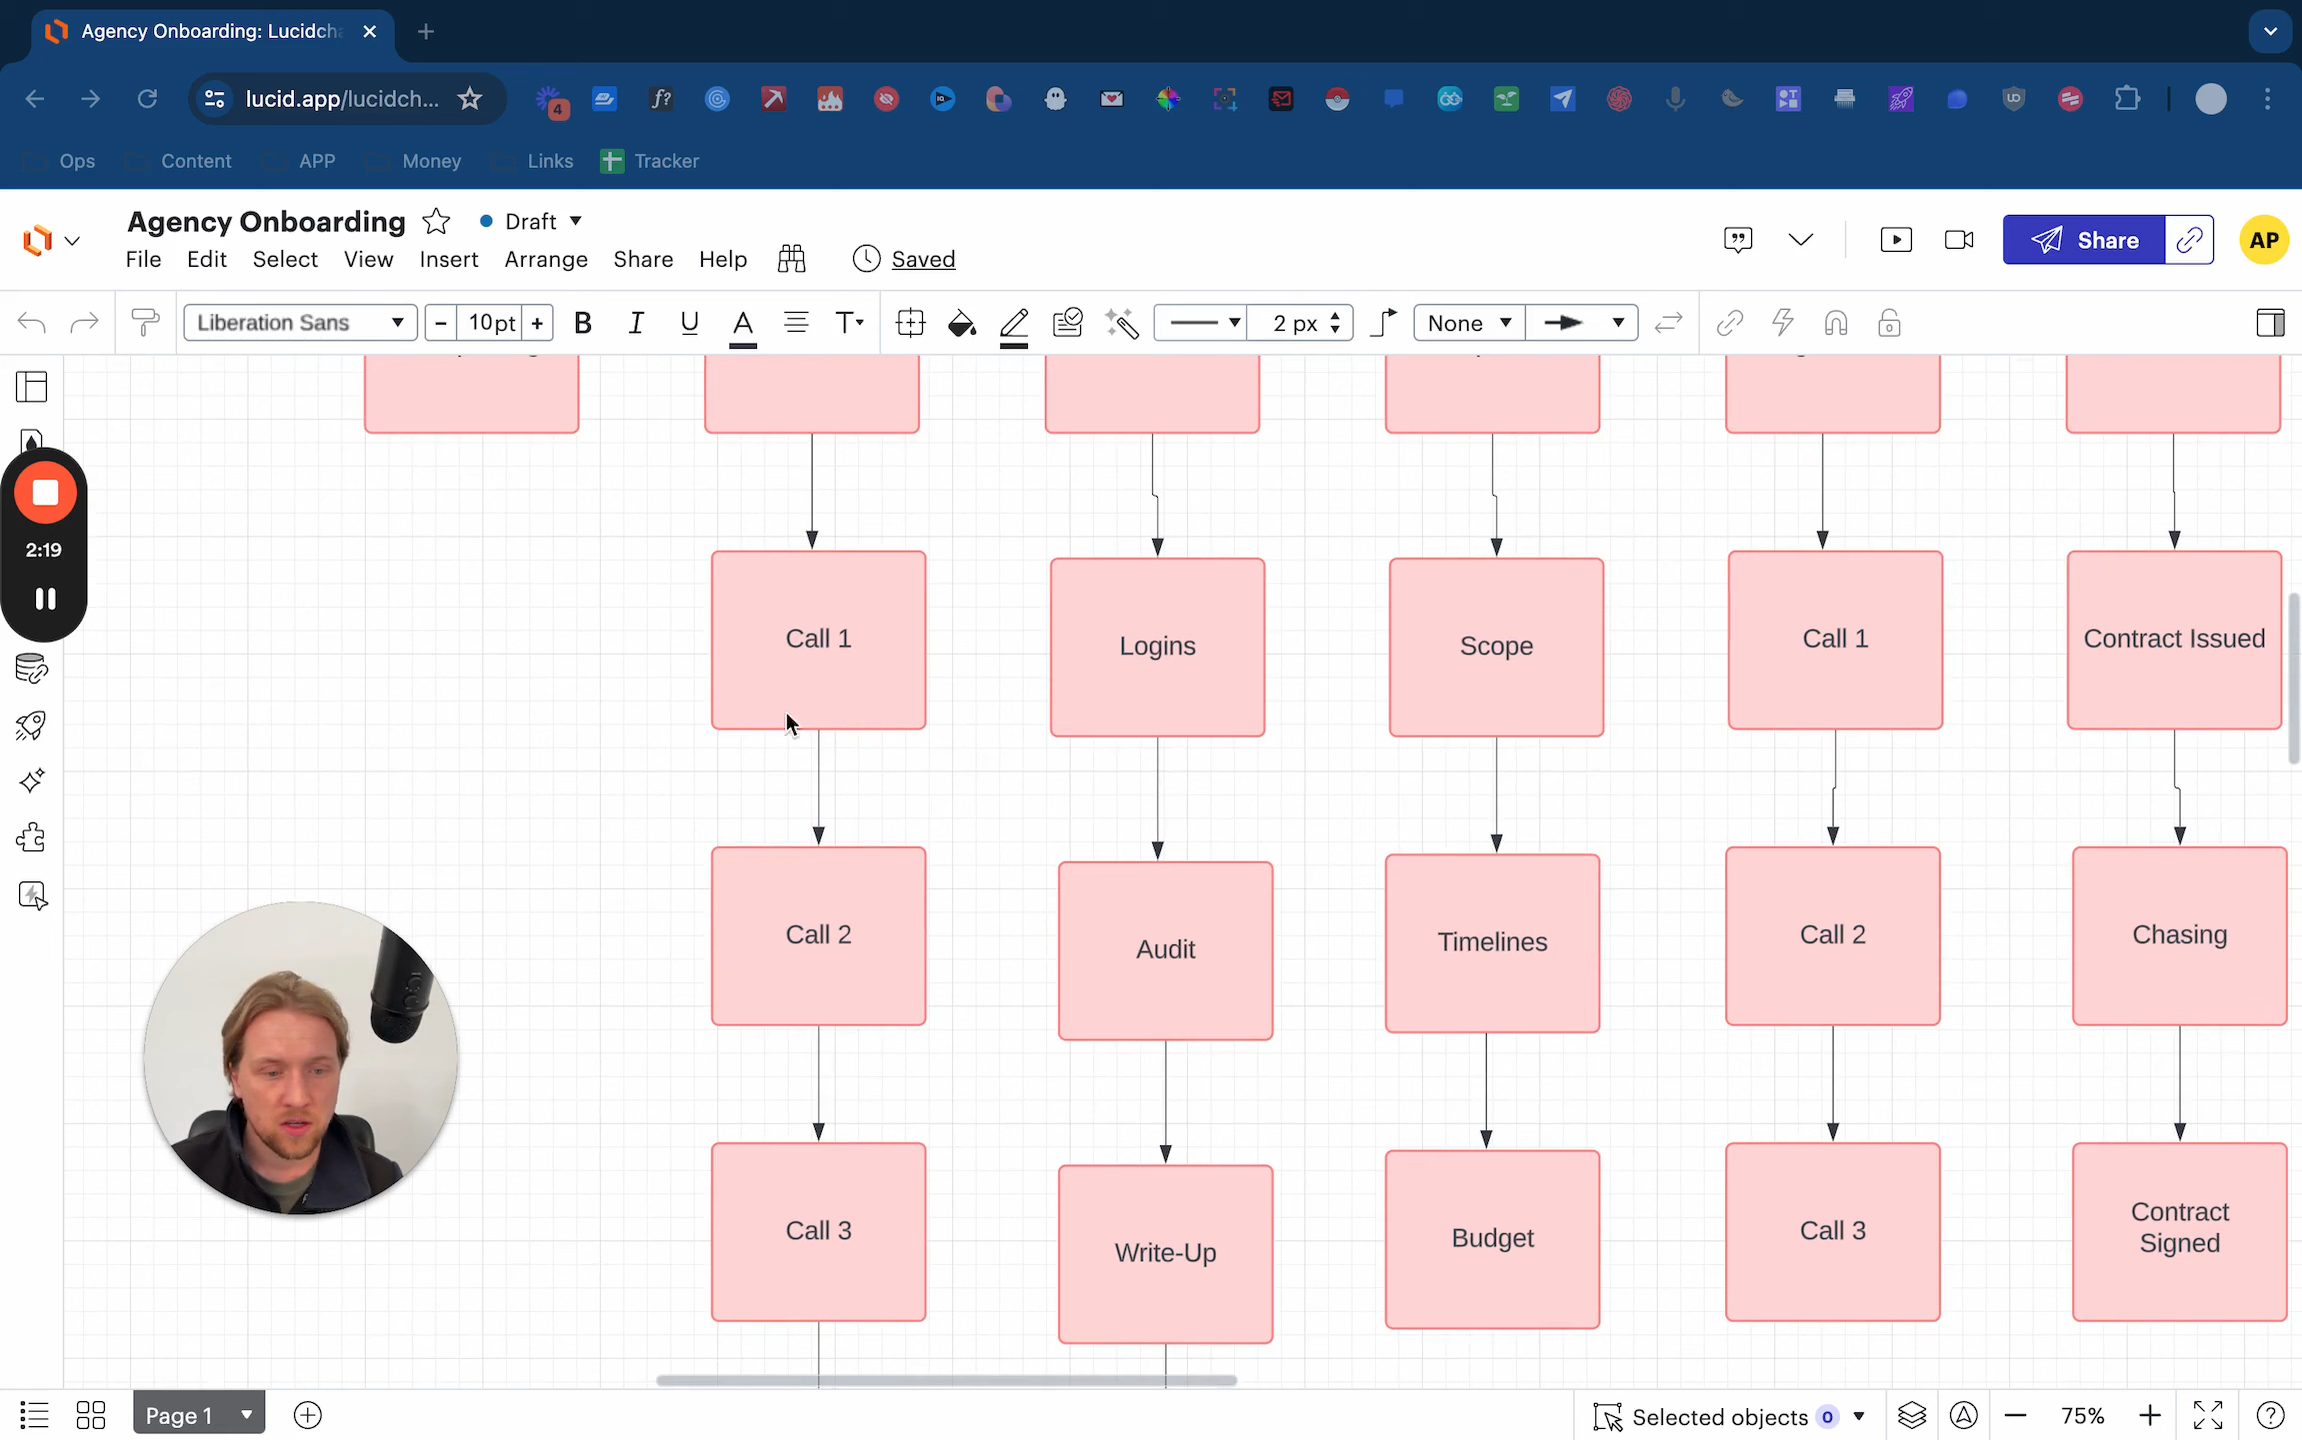 Agency Onboarding: Lucidch
lucid.app/lucidch...
4
Ops
Content
APP
Money
Links
Tracker
Agency Onboarding
Draft
File
Edit
Select
View
Insert
Arrange
Share
Help
Saved
Share
AP
Liberation Sans
10pt
B
I
U
A
T
2 px
None
2:19
Call 1
Logins
Scope
Call 1
Contract Issued
Call 2
Audit
Timelines
Call 2
Chasing
Call 3
Write-Up
Budget
Call 3
Contract
Signed
Page 1
Selected objects
0
75%